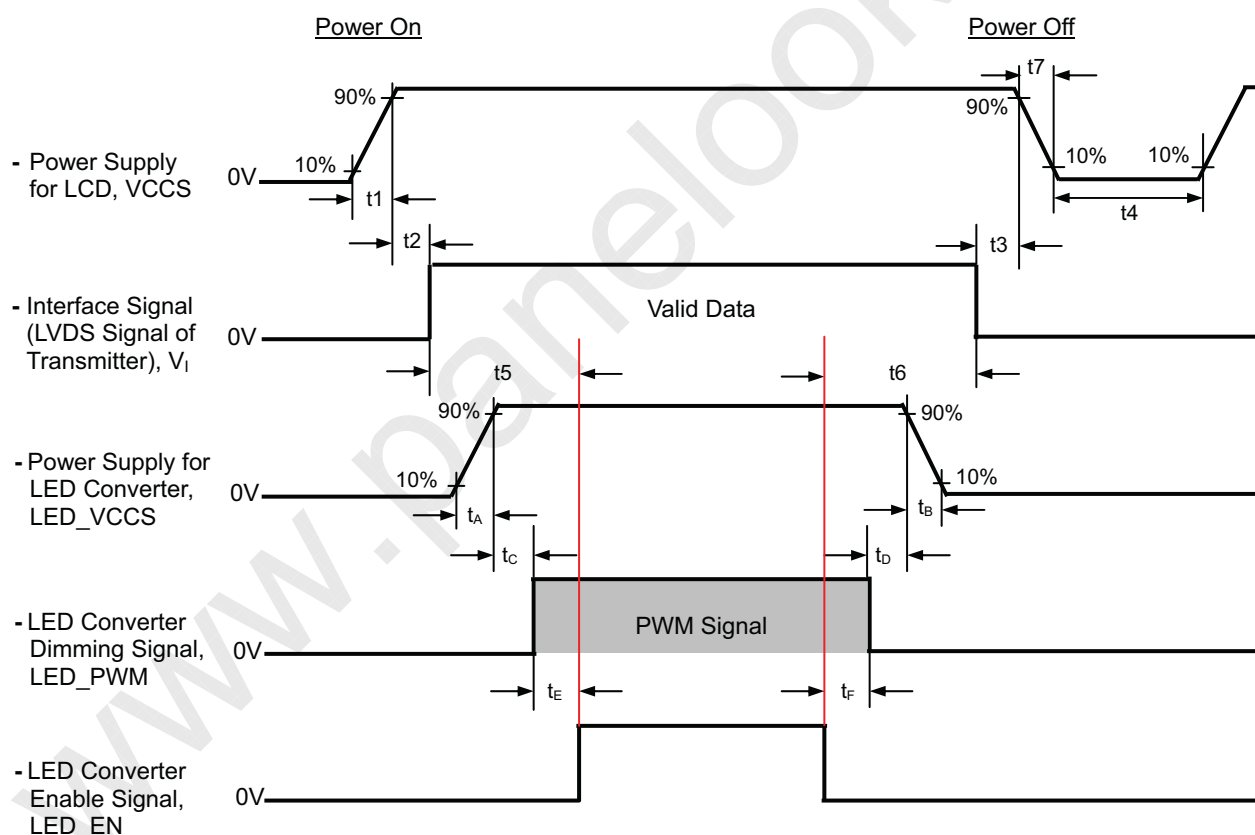 Power On
Power Off
t7
90%
90%
- Power Supply
for LCD, VCCS
0V
10%
10%
10%
t1
t4
t2
t3
- Interface Signal
(LVDS Signal of
Transmitter), VI
0V
Valid Data
t5
t6
90%
90%
- Power Supply for
LED Converter,
LED_VCCS
0V
10%
10%
tA
tB
tC
tD
- LED Converter
Dimming Signal,
LED_PWM
0V
PWM Signal
tE
tF
- LED Converter
Enable Signal,
LED_EN
0V
www.panelook